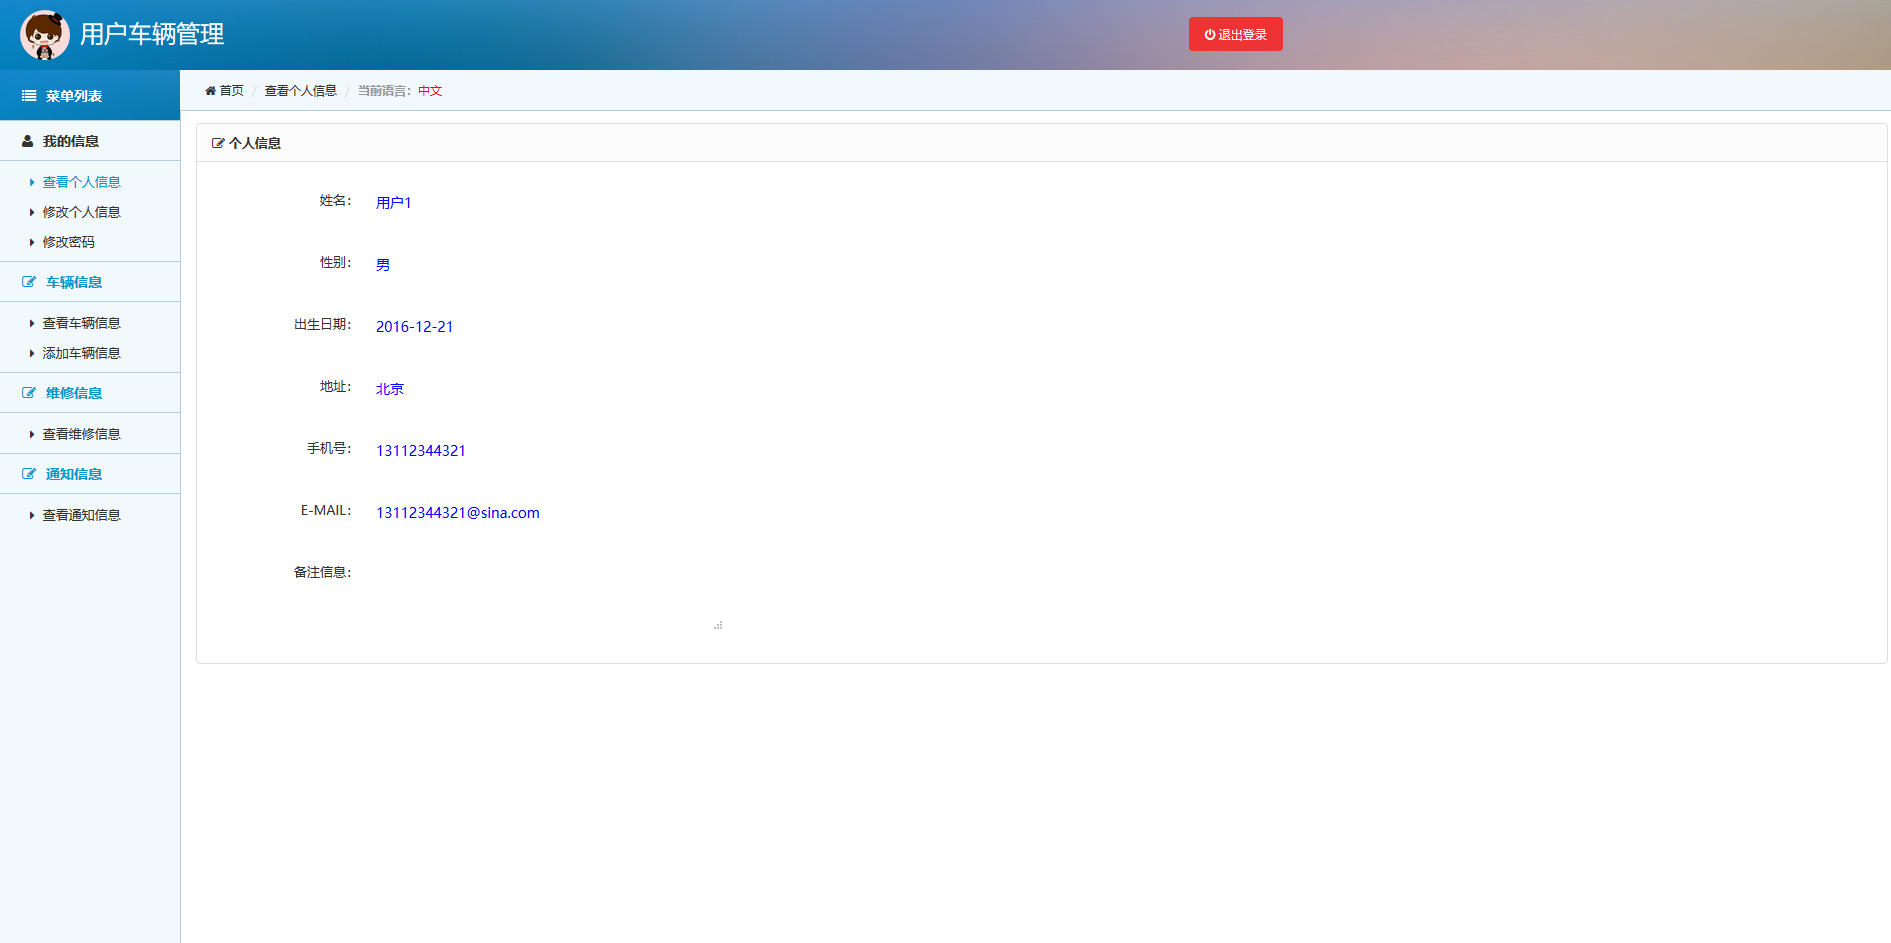 用户车辆管理
退出登录
菜单列表
首页 / 查看个人信息 / 当前语言：中文
我的信息
查看个人信息
修改个人信息
修改密码
车辆信息
查看车辆信息
添加车辆信息
维修信息
查看维修信息
通知信息
查看通知信息
个人信息
姓名： 用户1
性别： 男
出生日期： 2016-12-21
地址： 北京
手机号： 13112344321
E-MAIL： 13112344321@sina.com
备注信息：